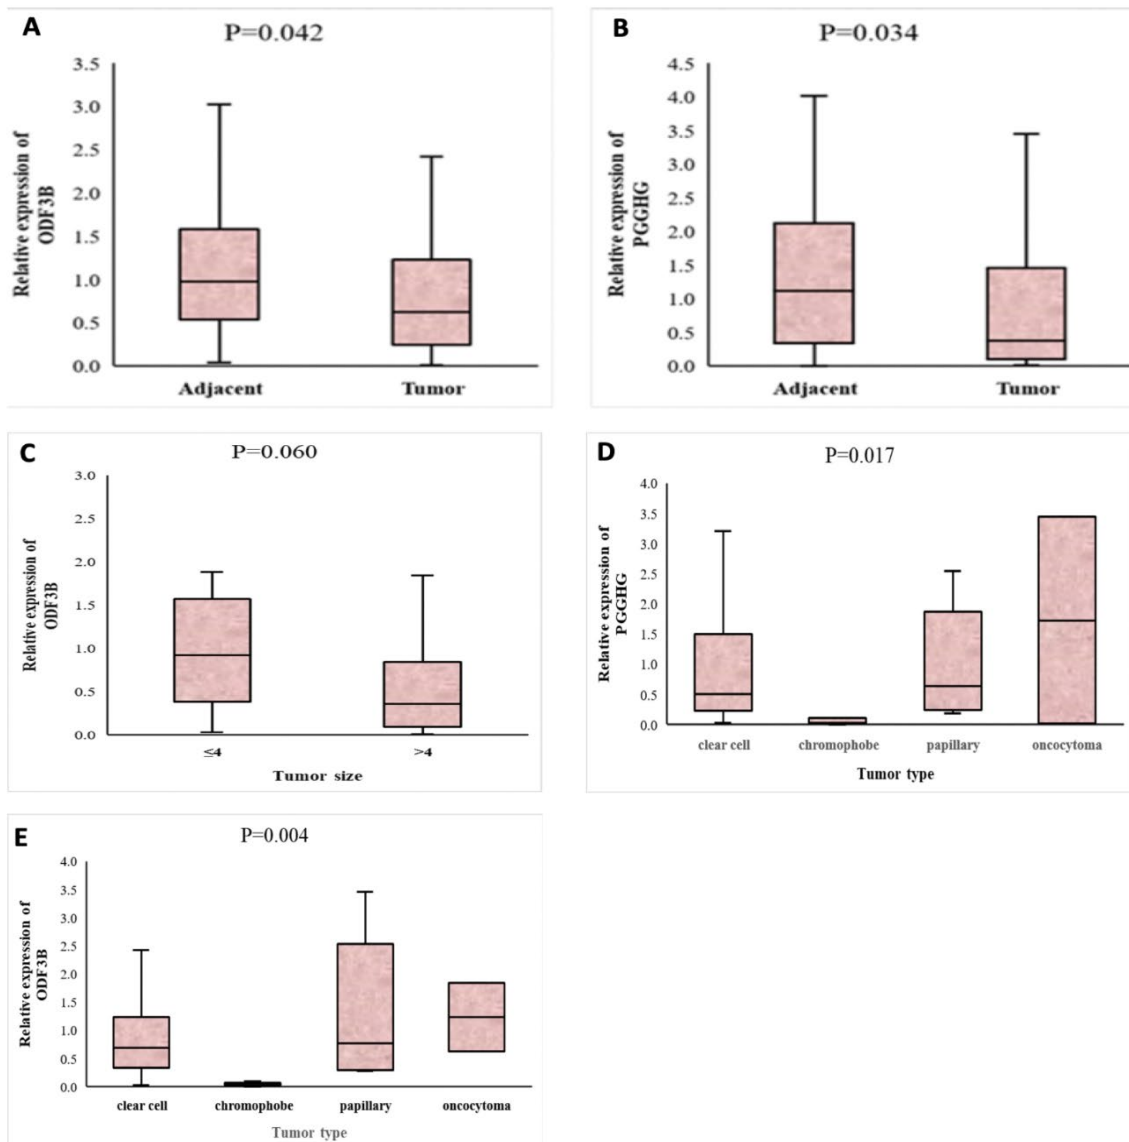 A
P=0.042
Relative expression of
ODF3B
3.5
3.0
2.5
2.0
1.5
1.0
0.5
0.0
Adjacent Tumor
B
P=0.034
Relative expression of
PGGHG
4.5
4.0
3.5
3.0
2.5
2.0
1.5
1.0
0.5
0.0
Adjacent Tumor
C
P=0.060
Relative expression of
ODF3B
3.0
2.5
2.0
1.5
1.0
0.5
0.0
≤4 >4
Tumor size
D
P=0.017
Relative expression of
PGGHG
4.0
3.5
3.0
2.5
2.0
1.5
1.0
0.5
0.0
clear cell chromophobe papillary oncocytoma
Tumor type
E
P=0.004
Relative expression of
ODF3B
4.0
3.5
3.0
2.5
2.0
1.5
1.0
0.5
0.0
clear cell chromophobe papillary oncocytoma
Tumor type